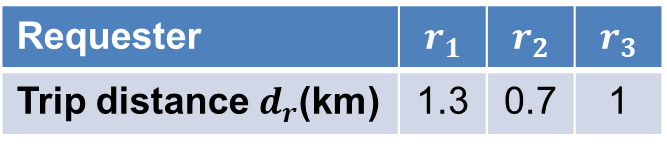 Requester r₁ r₂ r₃
Trip distance dᵣ(km) 1.3 0.7 1